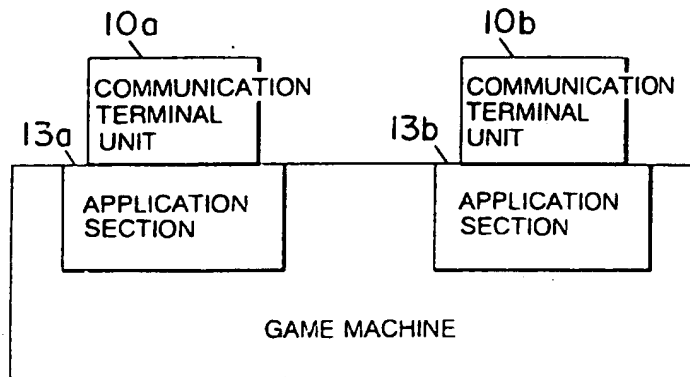 10a
10b
COMMUNICATION
TERMINAL
UNIT
COMMUNICATION
TERMINAL
UNIT
13a
13b
APPLICATION
SECTION
APPLICATION
SECTION
GAME MACHINE